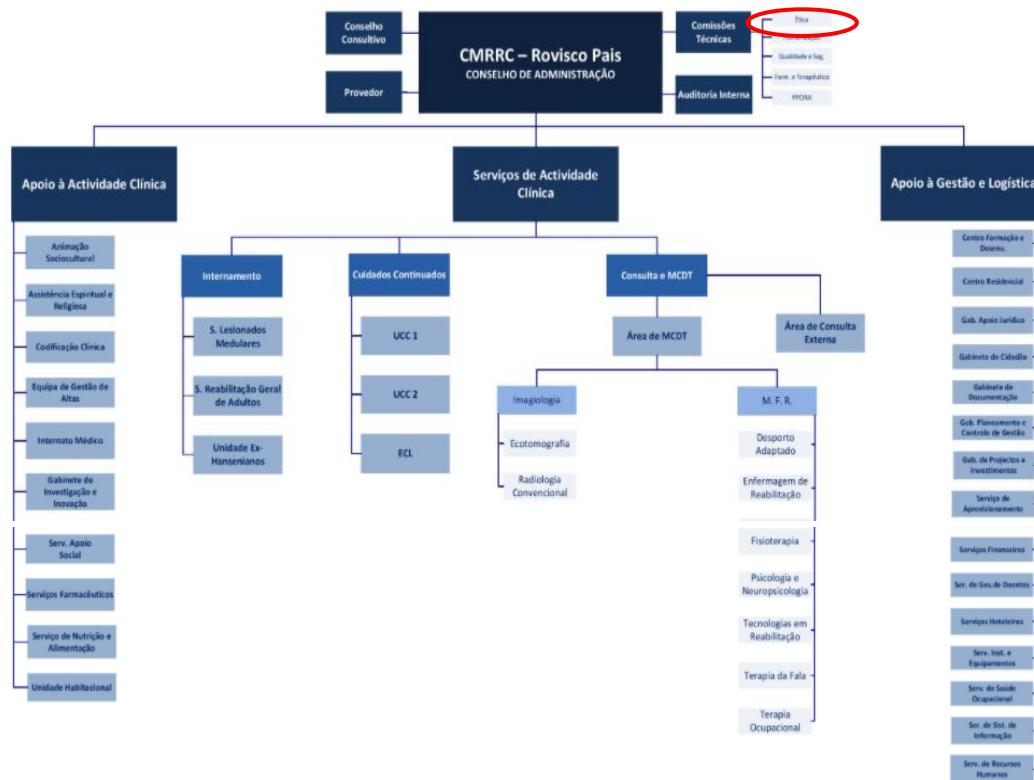 Conselho
Consultivo
Provedor
CMRRC – Rovisco Pais
CONSELHO DE ADMINISTRAÇÃO
Comissões
Técnicas
Auditoria Interna
Ética
Qualidade e Seg.
Farm. e Terapêutica
PPCIRA
Apoio à Actividade Clínica
Animação
Sociocultural
Assistência Espiritual e
Religiosa
Codificação Clínica
Equipa de Gestão de
Altas
Internato Médico
Gabinete de
Investigação e
Inovação
Serv. Apoio
Social
Serviços Farmacêuticos
Serviço de Nutrição e
Alimentação
Unidade Habitacional
Serviços de Actividade
Clínica
Internamento
S. Lesionados
Medulares
S. Reabilitação Geral
de Adultos
Unidade Ex-
Hansenianos
Cuidados Continuados
UCC 1
UCC 2
ECL
Consulta e MCDT
Área de MCDT
Área de Consulta
Externa
Imagiologia
Ecotomografia
Radiologia
Convencional
M. F. R.
Desporto
Adaptado
Enfermagem de
Reabilitação
Fisioterapia
Psicologia e
Neuropsicologia
Tecnologias em
Reabilitação
Terapia da Fala
Terapia
Ocupacional
Apoio à Gestão e Logística
Centro Formação e
Desenv.
Centro Residencial
Gab. Apoio Jurídico
Gabinete do Cidadão
Gabinete de
Documentação
Gab. Planeamento e
Controlo de Gestão
Gab. de Projectos e
Investimentos
Serviço de
Aprovisionamento
Serviços Financeiros
Ser. de Ges. de Doentes
Serviços Hoteleiros
Serv. Inst. e
Equipamentos
Serv. de Saúde
Ocupacional
Ser. de Sist. de
Informação
Serv. de Recursos
Humanos